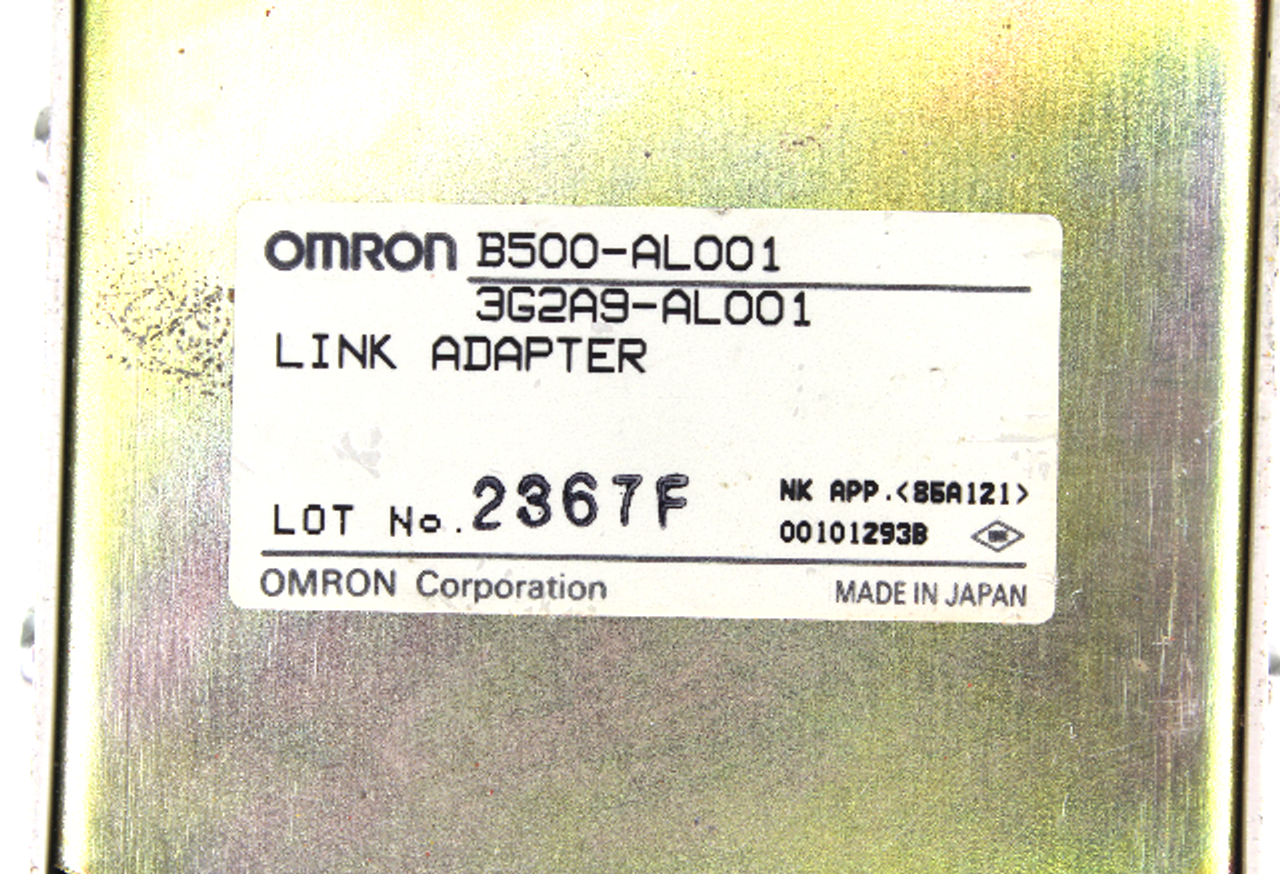 OMRON B500-AL001
3G2A9-AL001
LINK ADAPTER
LOT No. 2367F
NK APP.<85A121>
00101293B
OMRON Corporation
MADE IN JAPAN